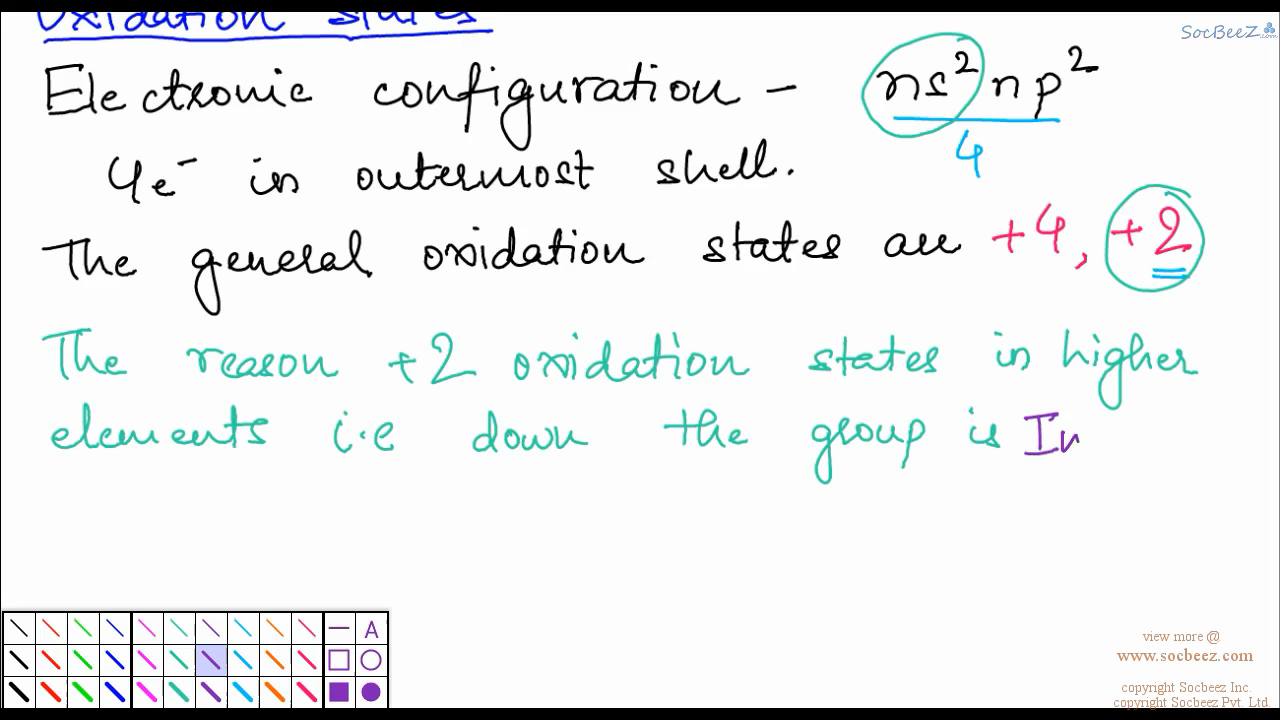 SocBeeZ.com
Oxidation states
Electronic configuration - ns² np²
4
4e⁻ in outermost shell.
The general oxidation states are +4, +2
The reason +2 oxidation states in higher
elements i.e down the group is In
A
view more @
www.socbeez.com
copyright Socbeez Inc.
copyright Socbeez Pvt. Ltd.